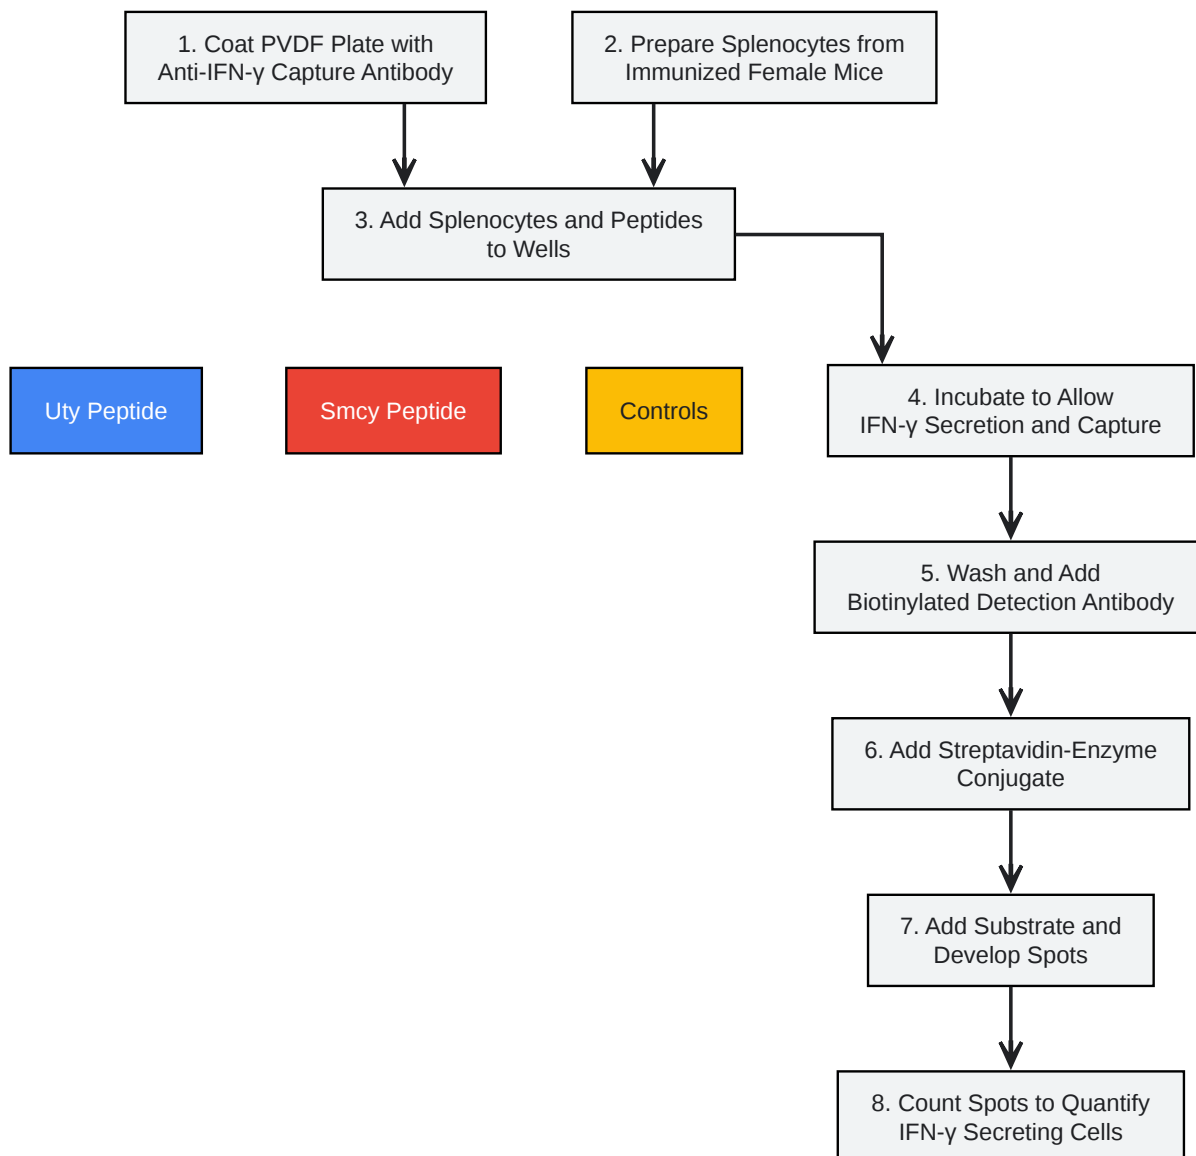 1. Coat PVDF Plate with
Anti-IFN-γ Capture Antibody
2. Prepare Splenocytes from
Immunized Female Mice
3. Add Splenocytes and Peptides
to Wells
Uty Peptide
Smcy Peptide
Controls
4. Incubate to Allow
IFN-γ Secretion and Capture
5. Wash and Add
Biotinylated Detection Antibody
6. Add Streptavidin-Enzyme
Conjugate
7. Add Substrate and
Develop Spots
8. Count Spots to Quantify
IFN-γ Secreting Cells